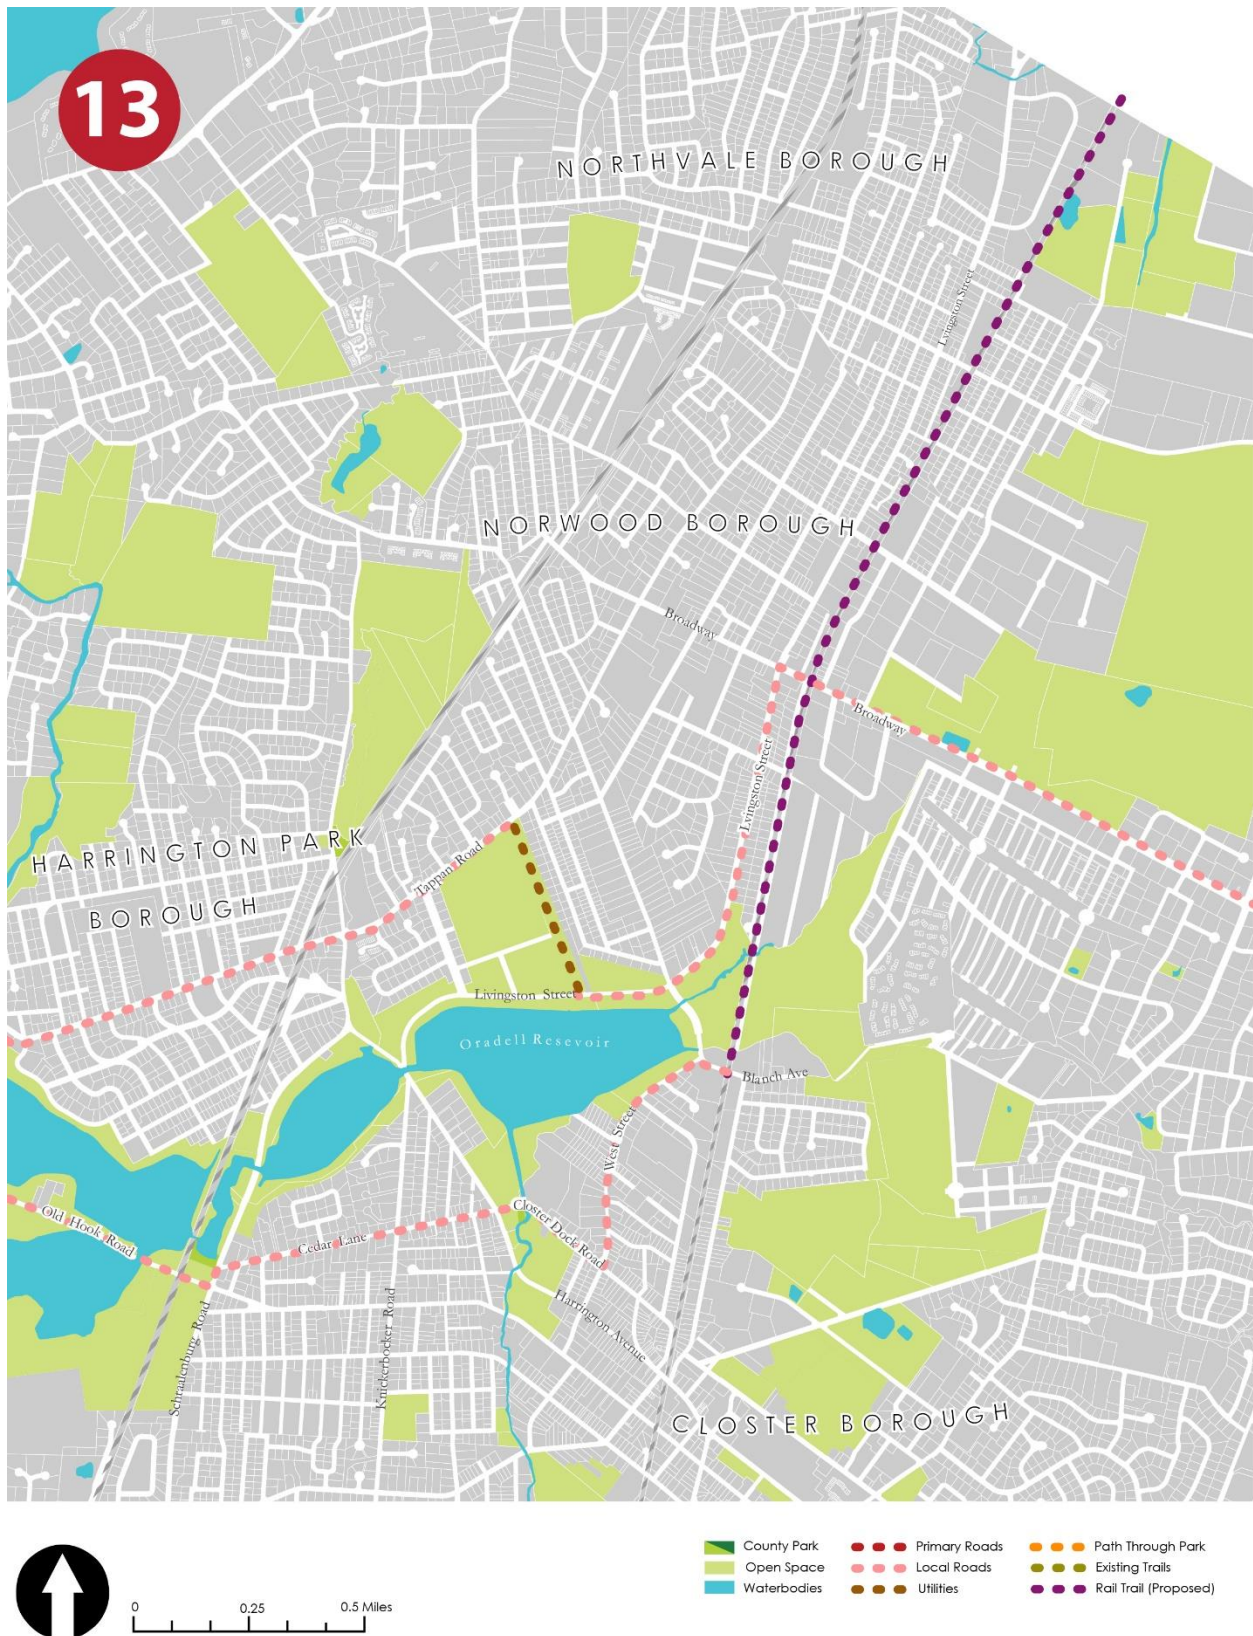 13
NORTHVALE BOROUGH
Lvingston Street
NORWOOD BOROUGH
Broadway
Broadway
Lvingston Street
HARRINGTON PARK
BOROUGH
Tappan Road
Livingston Street
Oradell Resevoir
Blanch Ave
West Street
Old Hook Road
Cedar Lane
Closter Dock Road
Harrington Avenue
Schraalenburg Road
Knickerbocker Road
CLOSTER BOROUGH
0 0.25 0.5 Miles
County Park
Open Space
Waterbodies
Primary Roads
Local Roads
Utilities
Path Through Park
Existing Trails
Rail Trail (Proposed)